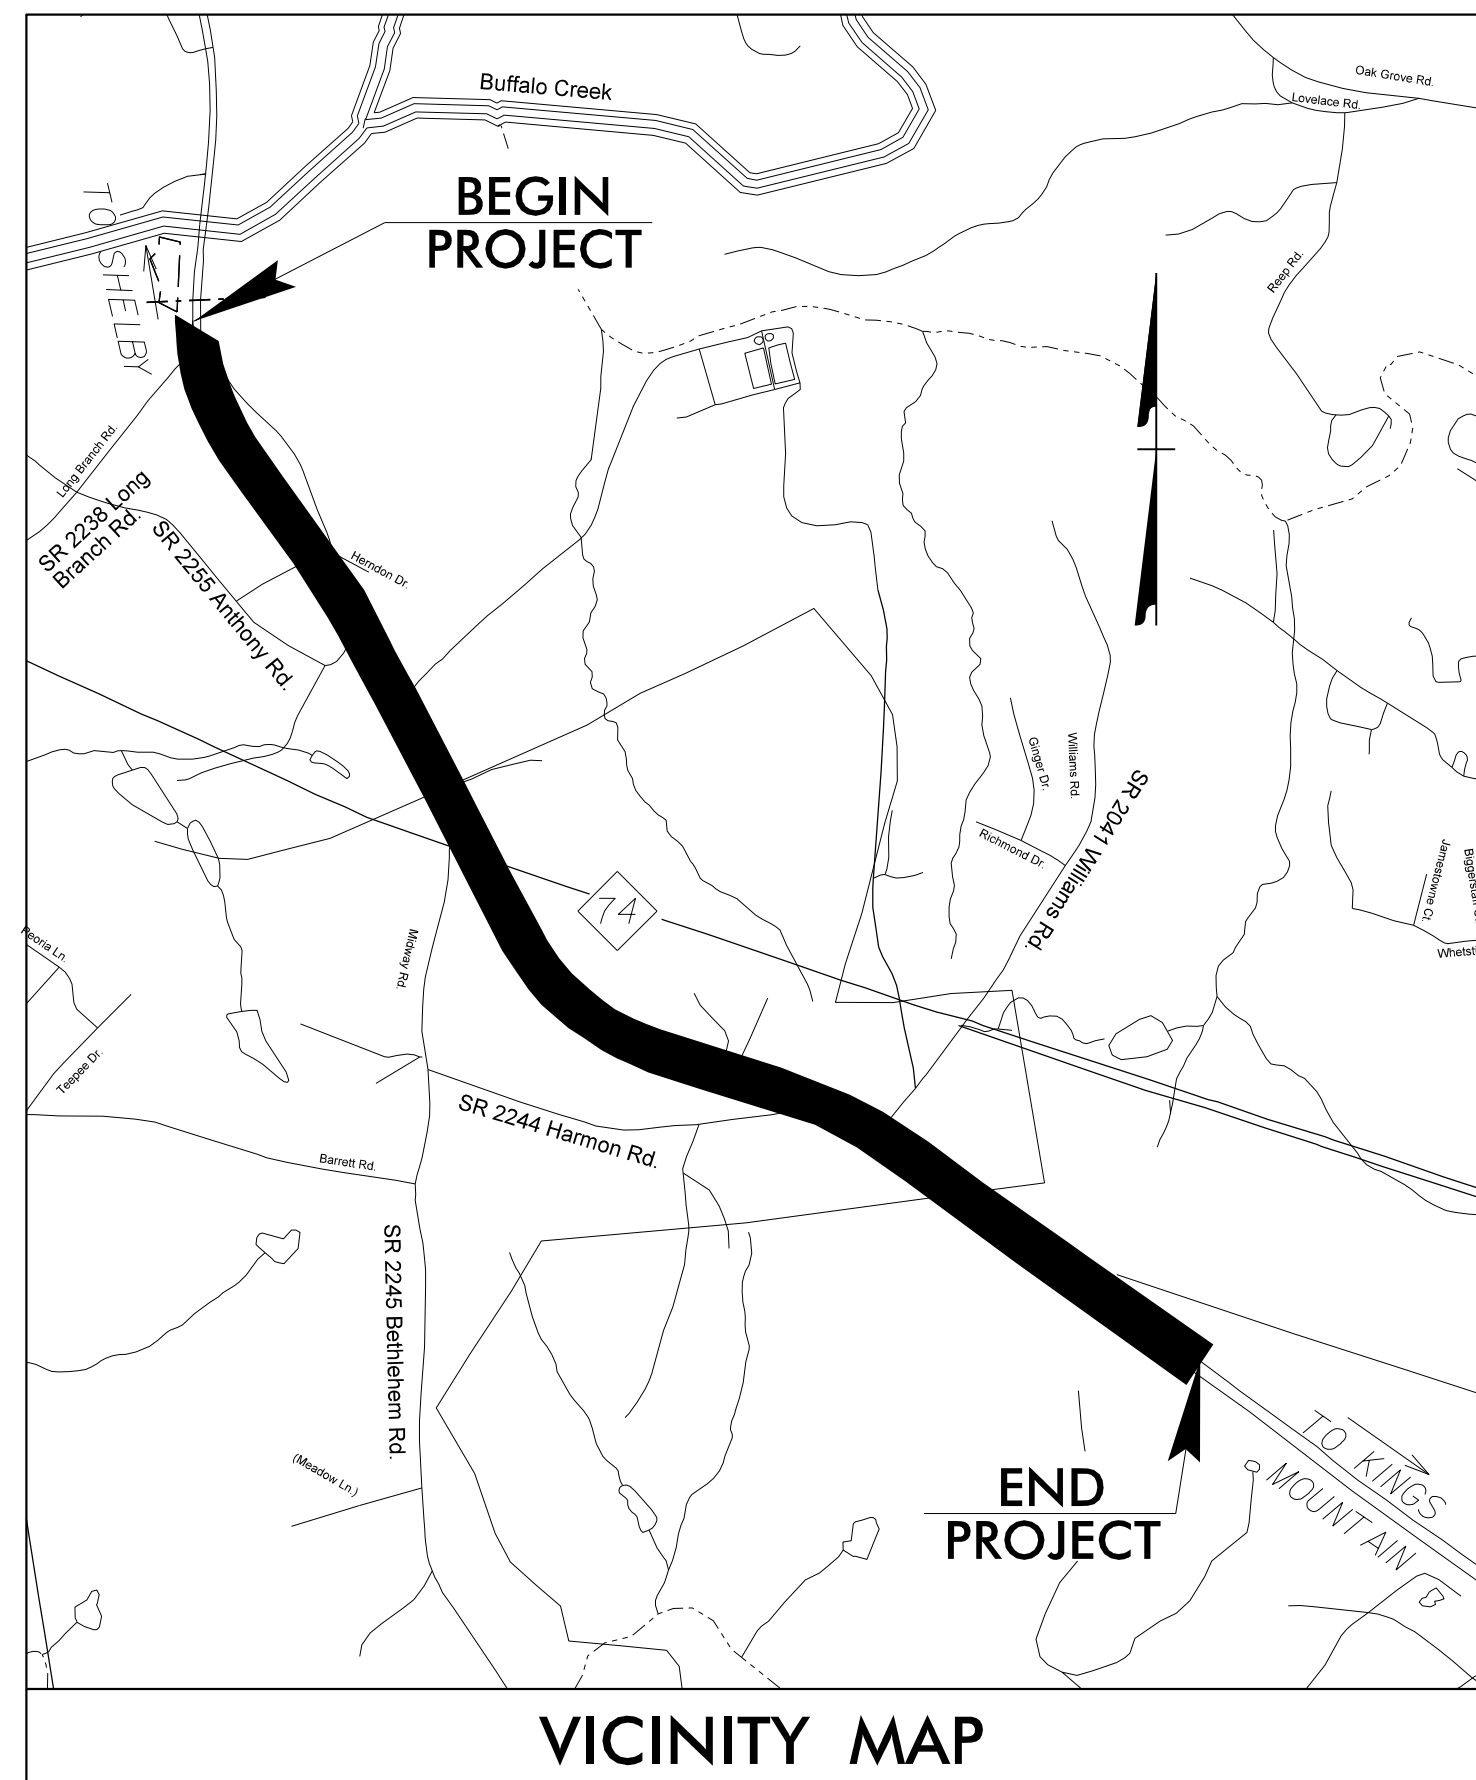 Buffalo Creek
Oak Grove Rd.
Lovelace Rd.
BEGIN
PROJECT
TO SHELBY
Reep Rd.
Long Branch Rd.
SR 2238 Long
Branch Rd.
SR 2255 Anthony Rd.
Herndon Dr.
Ginger Dr.
Williams Rd.
SR 2041 Williams Rd.
Richmond Dr.
74
Jamestowne Ct.
Peoria Ln.
Midway Rd.
Teepee Dr.
SR 2244 Harmon Rd.
Barrett Rd.
SR 2245 Bethlehem Rd.
(Meadow Ln.)
TO KINGS
MOUNTAIN
END
PROJECT
VICINITY MAP